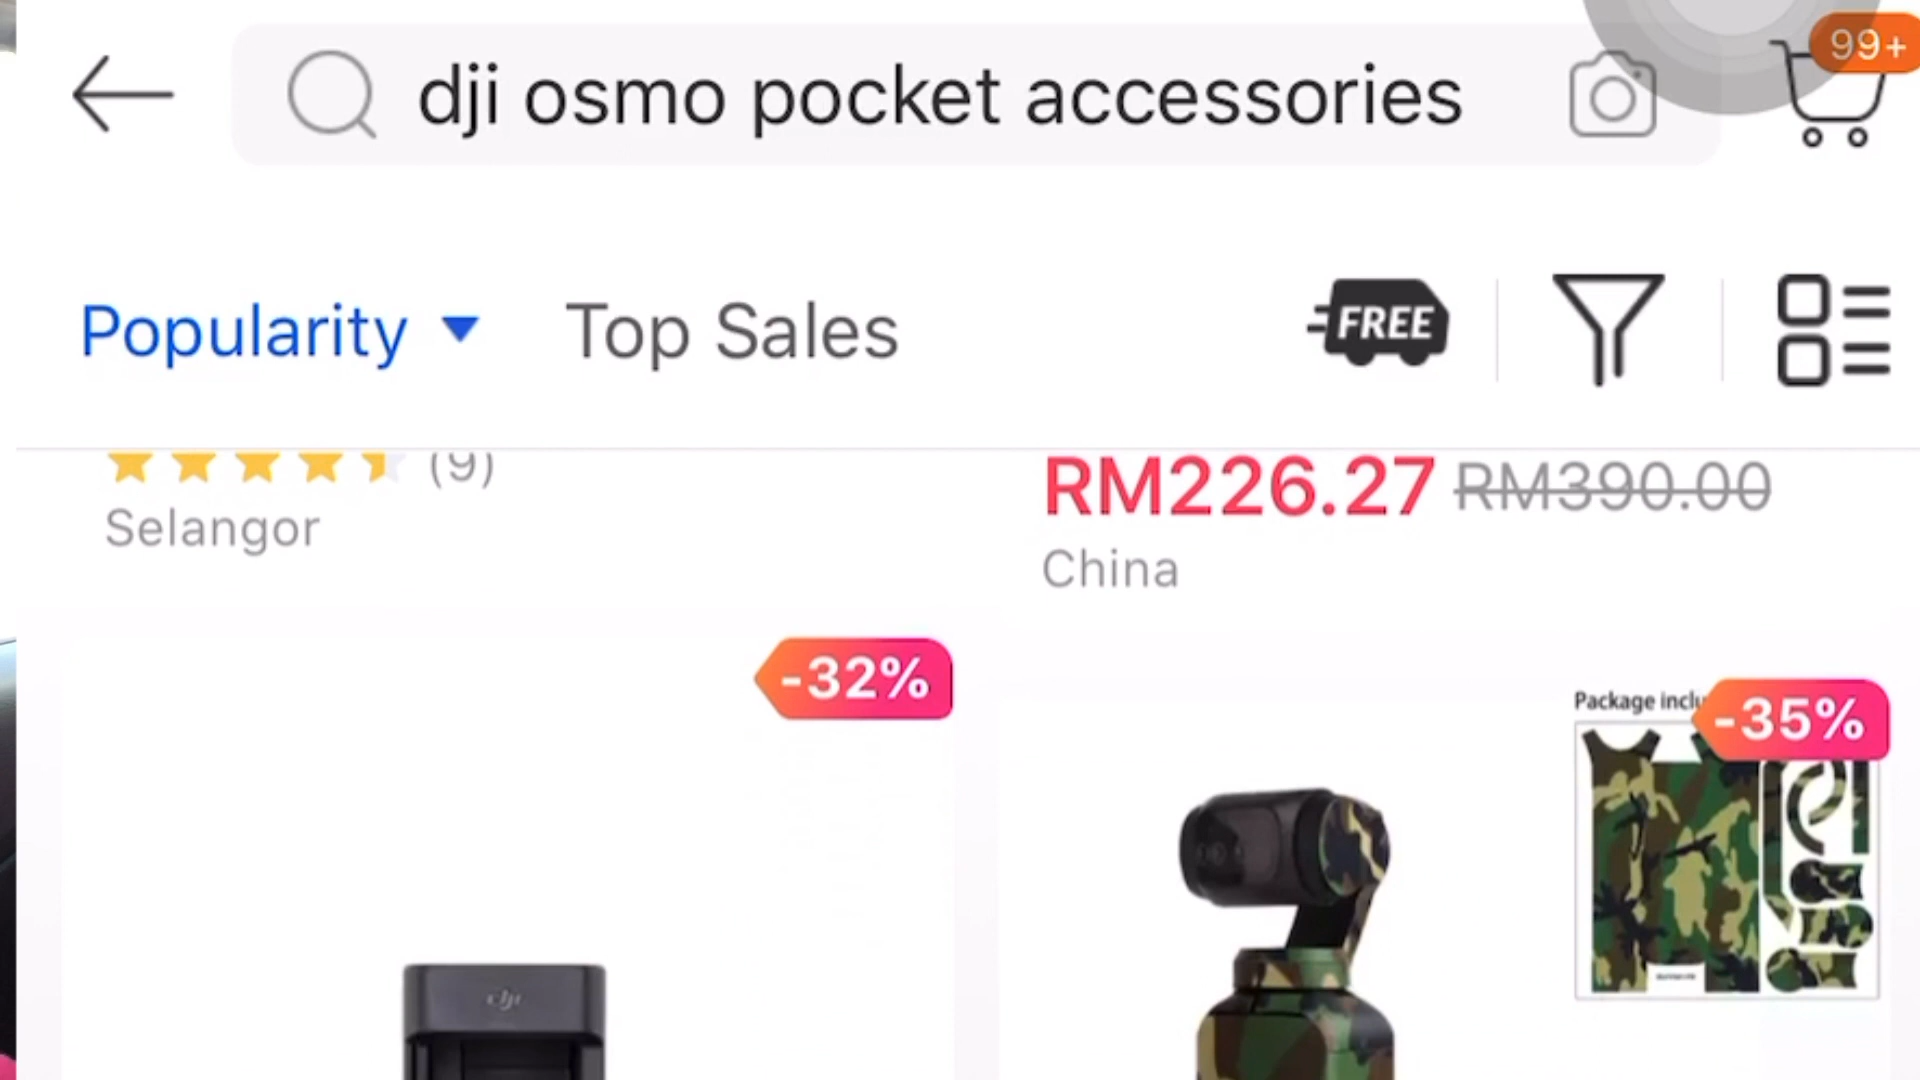 dji osmo pocket accessories
99+
Popularity
Top Sales
FREE
(9)
Selangor
RM226.27 RM390.00
China
-32%
-35%
Package inclu
dji